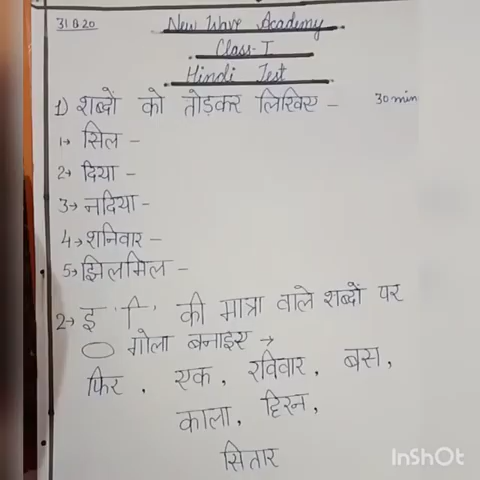 31 8 20
New Wave Academy
Class-I
Hindi Test
1) शब्दों को तोड़कर लिखिए - 30 min
1→ सिल -
2→ दिया -
3→ नदिया -
4→ शनिवार -
5→ झिलमिल -
2→ इ 'ि' की मात्रा वाले शब्दों पर
गोला बनाइए →
फिर, एक, रविवार, बस,
काला, हिरन,
सितार
InShOt